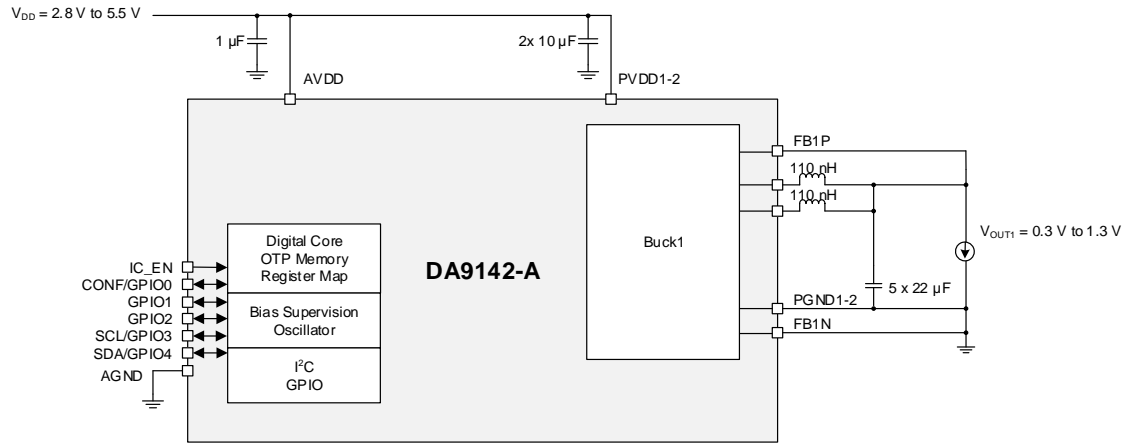 V_DD = 2.8 V to 5.5 V
1 µF
2x 10 µF
AVDD
PVDD1-2
FB1P
110 nH
110 nH
Buck1
V_OUT1 = 0.3 V to 1.3 V
5 x 22 µF
PGND1-2
FB1N
DA9142-A
Digital Core
OTP Memory
Register Map
Bias Supervision
Oscillator
I²C
GPIO
IC_EN
CONF/GPIO0
GPIO1
GPIO2
SCL/GPIO3
SDA/GPIO4
AGND